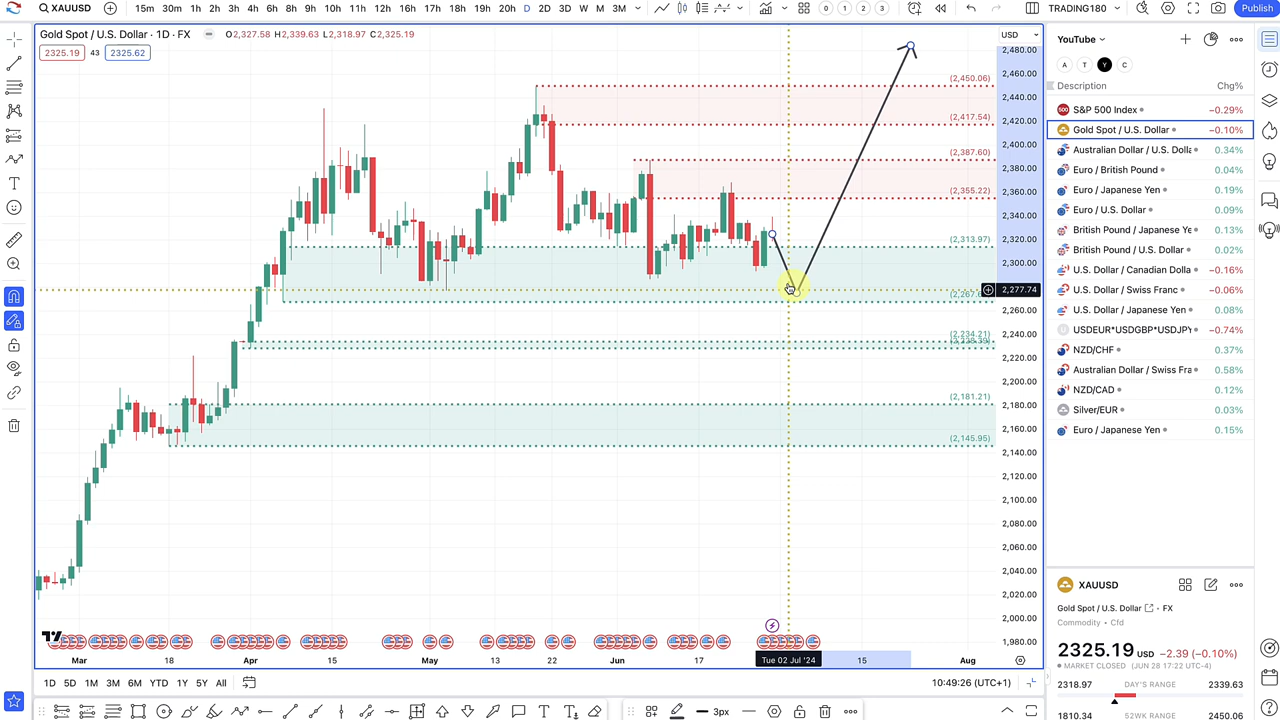 XAUUSD 15m 30m 1h 2h 3h 4h 5h 6h 7h 8h 9h 10h 11h 12h 16h 17h 18h 19h 20h D 2D 3D W M 3M 0 1 2 3 TRADING180 Publish
Gold Spot / U.S. Dollar · 1D · FX O2,327.58 H2,339.63 L2,318.97 C2,325.19
2325.19 43 2325.62
USD
2,480.00
2,460.00
2,440.00
2,420.00
2,400.00
2,380.00
2,360.00
2,340.00
2,320.00
2,300.00
2,277.74
2,260.00
2,240.00
2,220.00
2,200.00
2,180.00
2,160.00
2,140.00
2,120.00
2,100.00
2,080.00
2,060.00
2,040.00
2,020.00
2,000.00
1,980.00
(2,450.06)
(2,417.54)
(2,387.60)
(2,355.22)
(2,313.97)
(2,234.21)
(2,181.21)
(2,145.95)
Mar 18 Apr 15 May 13 22 Jun 17 Tue 02 Jul '24 15 Aug
1D 5D 1M 3M 6M YTD 1Y 5Y All
10:49:26 (UTC+1)
3px
YouTube
A T Y C
Description Chg%
S&P 500 Index −0.29%
Gold Spot / U.S. Dollar −0.10%
Australian Dollar / U.S. Dolla 0.34%
Euro / British Pound 0.04%
Euro / Japanese Yen 0.19%
Euro / U.S. Dollar 0.09%
British Pound / Japanese Ye 0.13%
British Pound / U.S. Dollar 0.02%
U.S. Dollar / Canadian Dolla −0.16%
U.S. Dollar / Swiss Franc −0.06%
U.S. Dollar / Japanese Yen 0.08%
USDEUR*USDGBP*USDJPY −0.74%
NZD/CHF 0.37%
Australian Dollar / Swiss Fra 0.58%
NZD/CAD 0.12%
Silver/EUR 0.03%
Euro / Japanese Yen 0.15%
XAUUSD
Gold Spot / U.S. Dollar · FX
Commodity · Cfd
2325.19 USD −2.39 (−0.10%)
MARKET CLOSED (JUN 28 17:22 UTC-4)
2318.97 DAY'S RANGE 2339.63
1810.34 52WK RANGE 2450.06